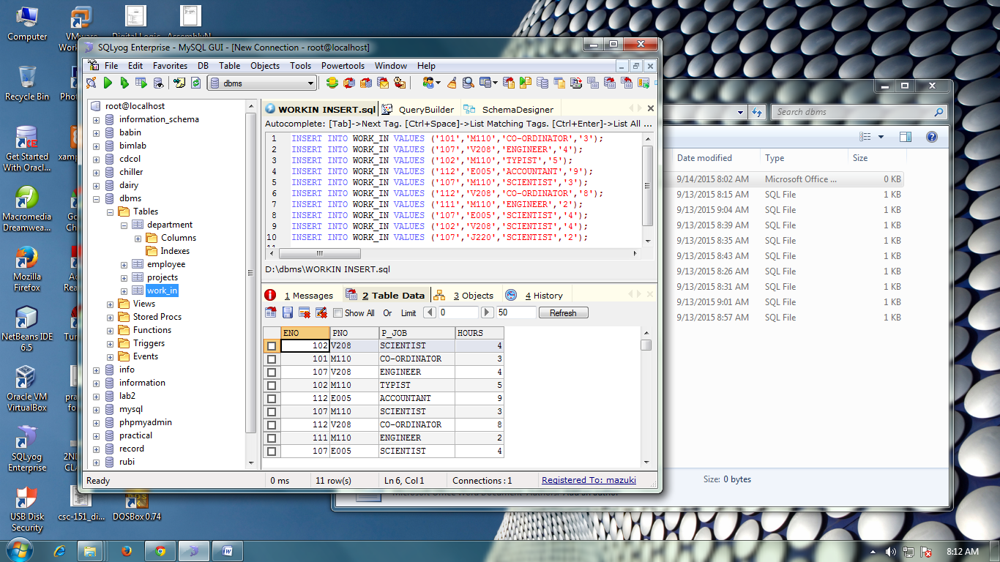 Computer
VMware
Recycle Bin
Get Started
With Oracl...
Macromedia
Dreamwea...
Mozilla
Firefox
NetBeans IDE
6.5
Oracle VM
VirtualBox
SQLyog
Enterprise
USB Disk
Security
csc-151_di...
DOSBox 0.74
SQLyog Enterprise - MySQL GUI - [New Connection - root@localhost]
File Edit Favorites DB Table Objects Tools Powertools Window Help
dbms
root@localhost
information_schema
babin
bimlab
cdcol
chiller
dairy
dbms
Tables
department
Columns
Indexes
employee
projects
work_in
Views
Stored Procs
Functions
Triggers
Events
info
information
lab2
mysql
phpmyadmin
practical
record
rubi
WORKIN INSERT.sql QueryBuilder SchemaDesigner
Autocomplete: [Tab]->Next Tag. [Ctrl+Space]->List Matching Tags. [Ctrl+Enter]->List All ...
1 INSERT INTO WORK_IN VALUES ('101','M110','CO-ORDINATOR','3');
2 INSERT INTO WORK_IN VALUES ('107','V208','ENGINEER','4');
3 INSERT INTO WORK_IN VALUES ('102','M110','TYPIST','5');
4 INSERT INTO WORK_IN VALUES ('112','E005','ACCOUNTANT','9');
5 INSERT INTO WORK_IN VALUES ('107','M110','SCIENTIST','3');
6 INSERT INTO WORK_IN VALUES ('112','V208','CO-ORDINATOR','8');
7 INSERT INTO WORK_IN VALUES ('111','M110','ENGINEER','2');
8 INSERT INTO WORK_IN VALUES ('107','E005','SCIENTIST','4');
9 INSERT INTO WORK_IN VALUES ('102','V208','SCIENTIST','4');
10 INSERT INTO WORK_IN VALUES ('107','J220','SCIENTIST','2');
D:\dbms\WORKIN INSERT.sql
1 Messages 2 Table Data 3 Objects 4 History
Show All Or Limit 0 50 Refresh
ENO PNO P_JOB HOURS
102 V208 SCIENTIST 4
101 M110 CO-ORDINATOR 3
107 V208 ENGINEER 4
102 M110 TYPIST 5
112 E005 ACCOUNTANT 9
107 M110 SCIENTIST 3
112 V208 CO-ORDINATOR 8
111 M110 ENGINEER 2
107 E005 SCIENTIST 4
Ready 0 ms 11 row(s) Ln 6, Col 1 Connections : 1 Registered To: mazuki
Search dbms
Date modified Type Size
9/14/2015 8:02 AM Microsoft Office ... 0 KB
9/13/2015 8:15 AM SQL File 1 KB
9/13/2015 9:04 AM SQL File 1 KB
9/13/2015 8:39 AM SQL File 1 KB
9/13/2015 8:35 AM SQL File 1 KB
9/13/2015 8:43 AM SQL File 1 KB
9/13/2015 8:26 AM SQL File 1 KB
9/13/2015 8:31 AM SQL File 1 KB
9/13/2015 9:01 AM SQL File 1 KB
9/13/2015 8:57 AM SQL File 1 KB
Size: 0 bytes
8:12 AM